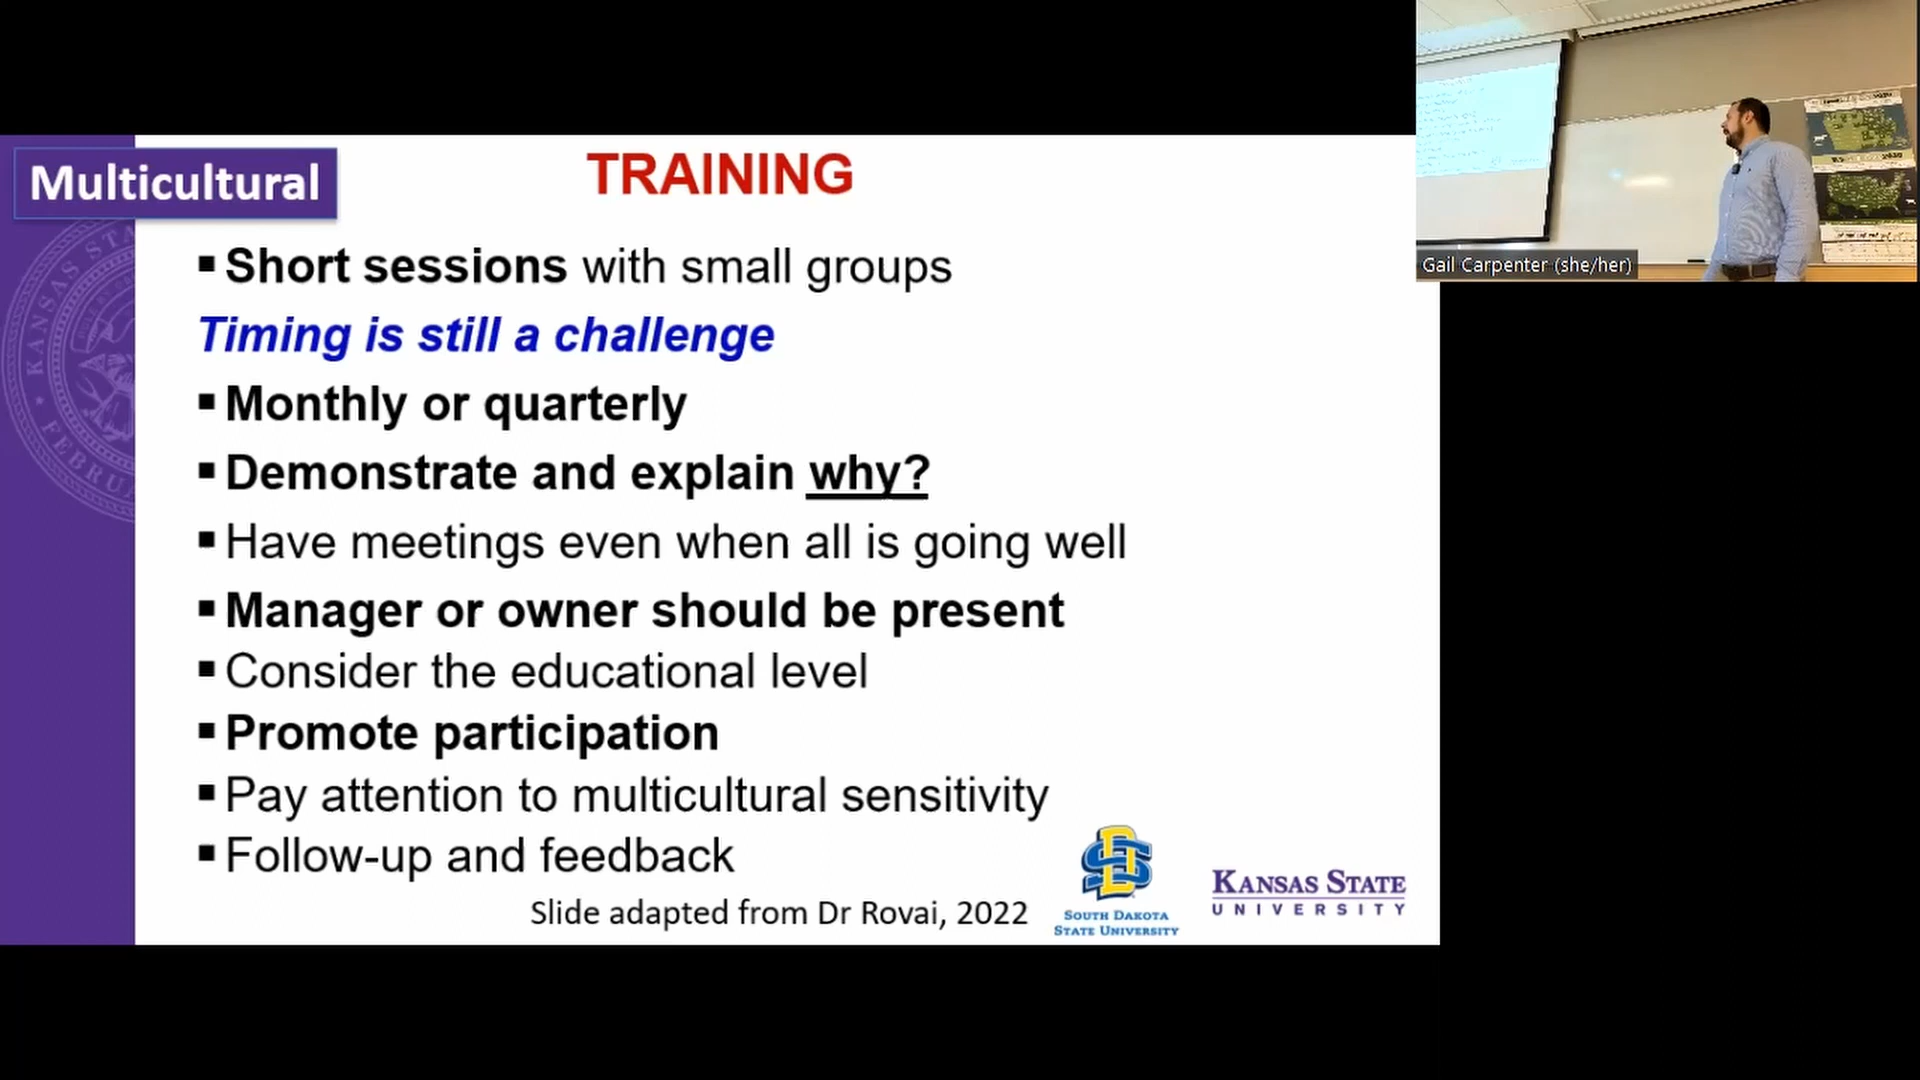 Multicultural
TRAINING
▪ Short sessions with small groups
Timing is still a challenge
▪ Monthly or quarterly
▪ Demonstrate and explain why?
▪ Have meetings even when all is going well
▪ Manager or owner should be present
▪ Consider the educational level
▪ Promote participation
▪ Pay attention to multicultural sensitivity
▪ Follow-up and feedback
Slide adapted from Dr Rovai, 2022
SOUTH DAKOTA
STATE UNIVERSITY
KANSAS STATE
UNIVERSITY
Gail Carpenter (she/her)